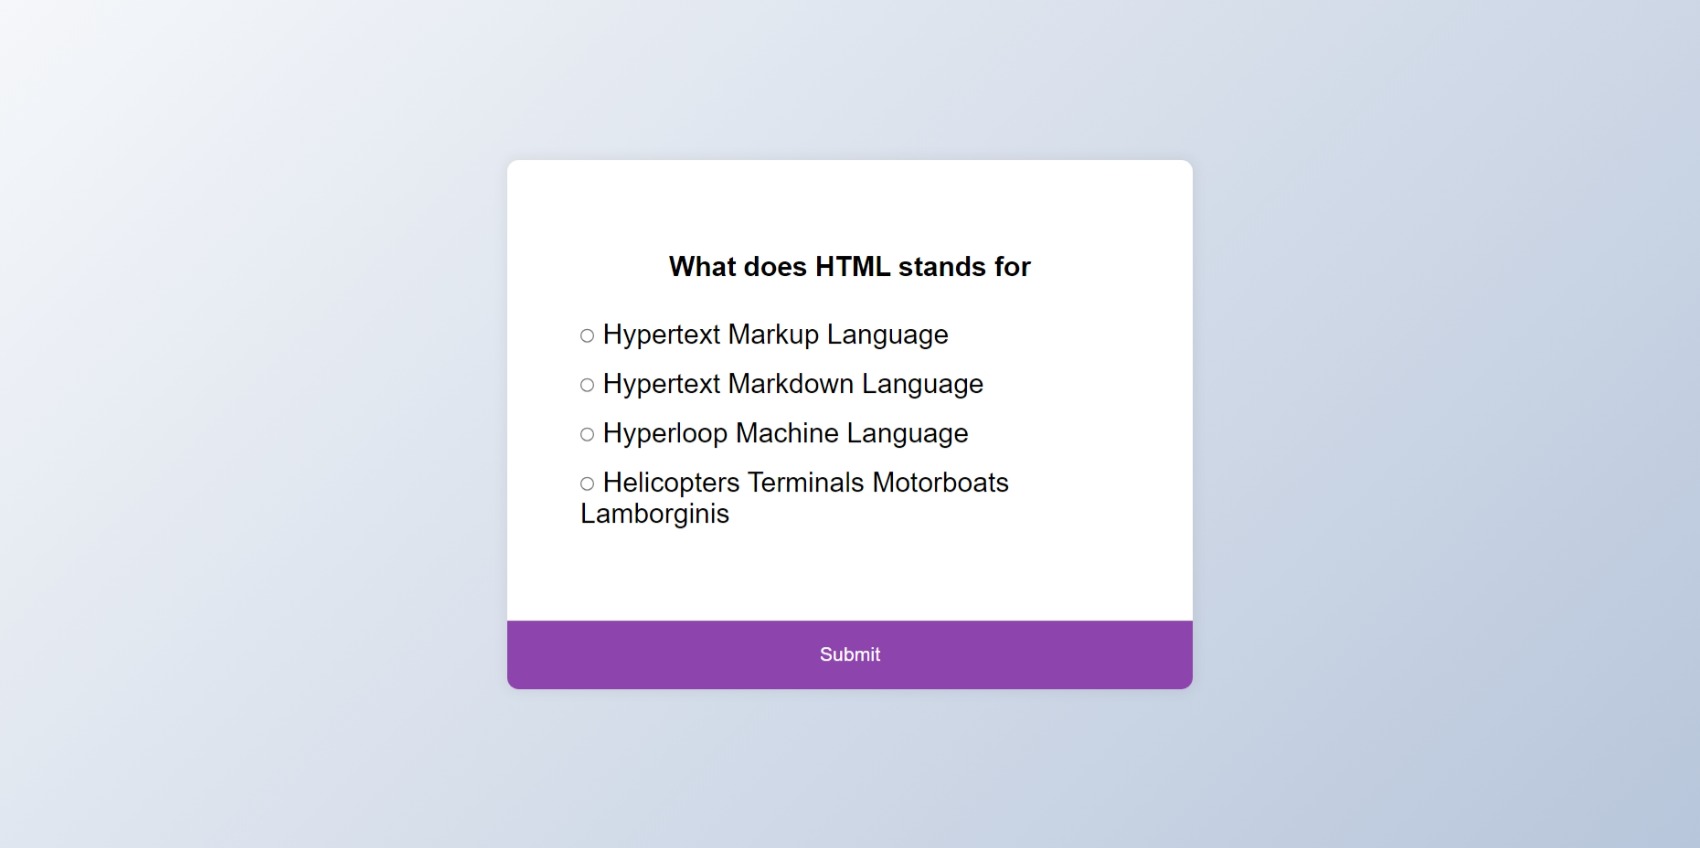 What does HTML stands for
Hypertext Markup Language
Hypertext Markdown Language
Hyperloop Machine Language
Helicopters Terminals Motorboats
Lamborginis
Submit